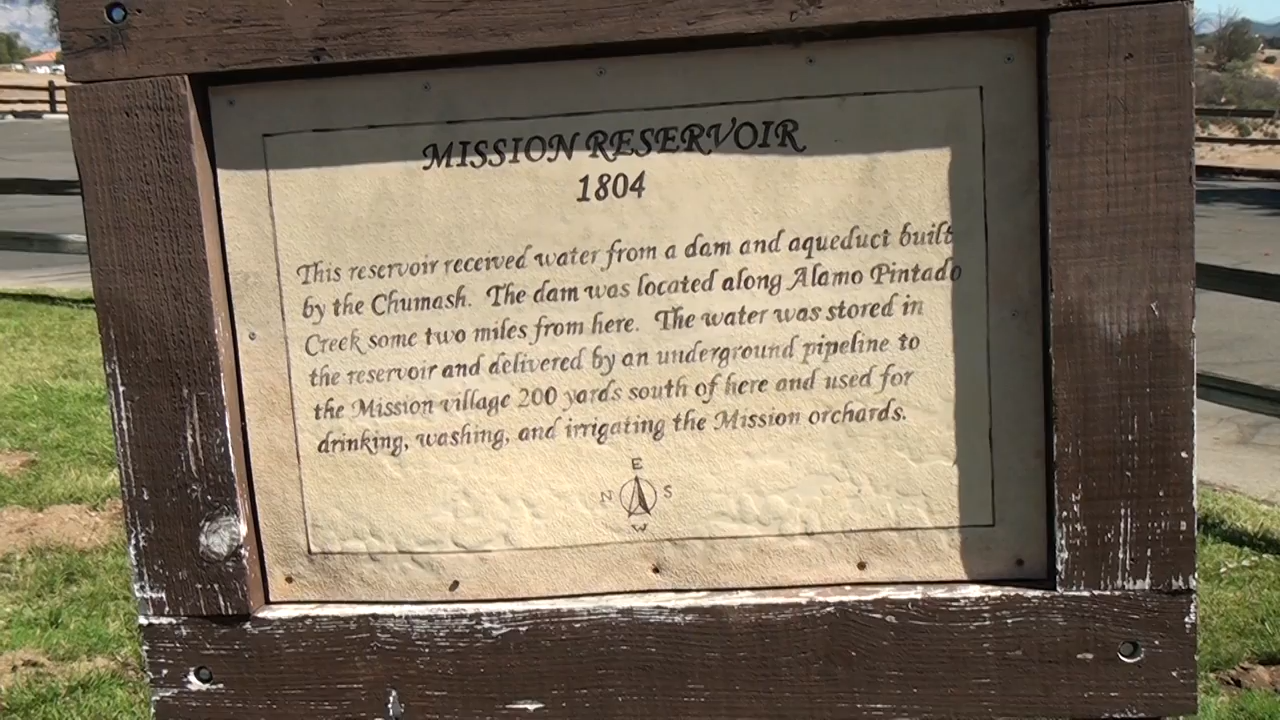 MISSION RESERVOIR
1804
This reservoir received water from a dam and aqueduct built
by the Chumash. The dam was located along Alamo Pintado
Creek some two miles from here. The water was stored in
the reservoir and delivered by an underground pipeline to
the Mission village 200 yards south of here and used for
drinking, washing, and irrigating the Mission orchards.
E
N S
W